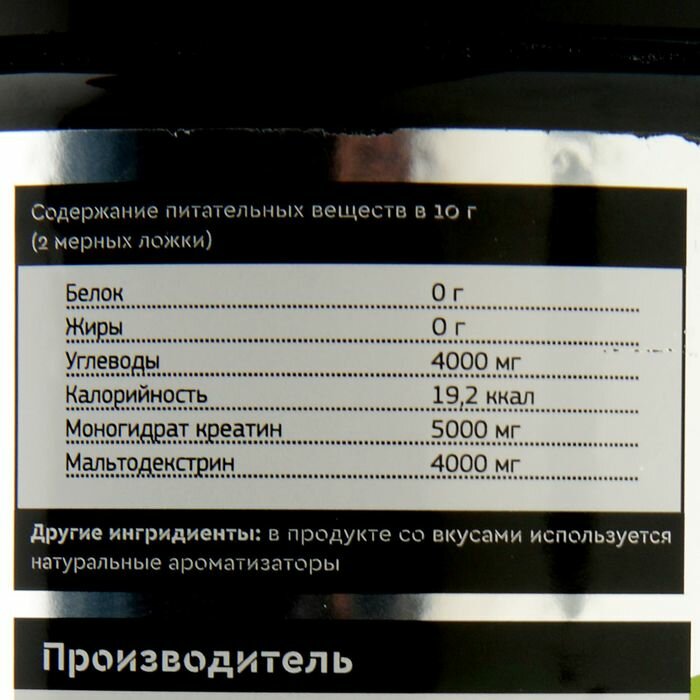 Содержание питательных веществ в 10 г
(2 мерных ложки)
Белок 0 г
Жиры 0 г
Углеводы 4000 мг
Калорийность 19,2 ккал
Моногидрат креатин 5000 мг
Мальтодекстрин 4000 мг
Другие ингридиенты: в продукте со вкусами используется
натуральные ароматизаторы
Производитель